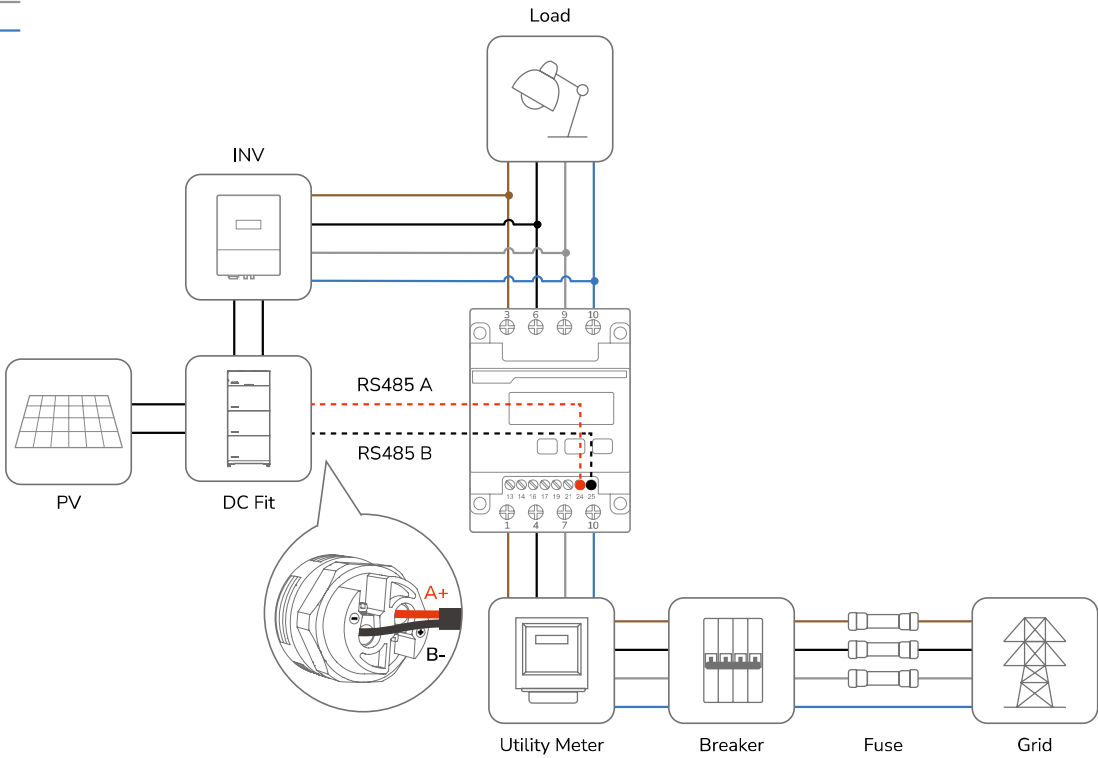 Load
INV
3 6 9 10
RS485 A
RS485 B
PV
DC Fit
13 14 16 17 19 21 24 25
1 4 7 10
A+
B-
Utility Meter
Breaker
Fuse
Grid